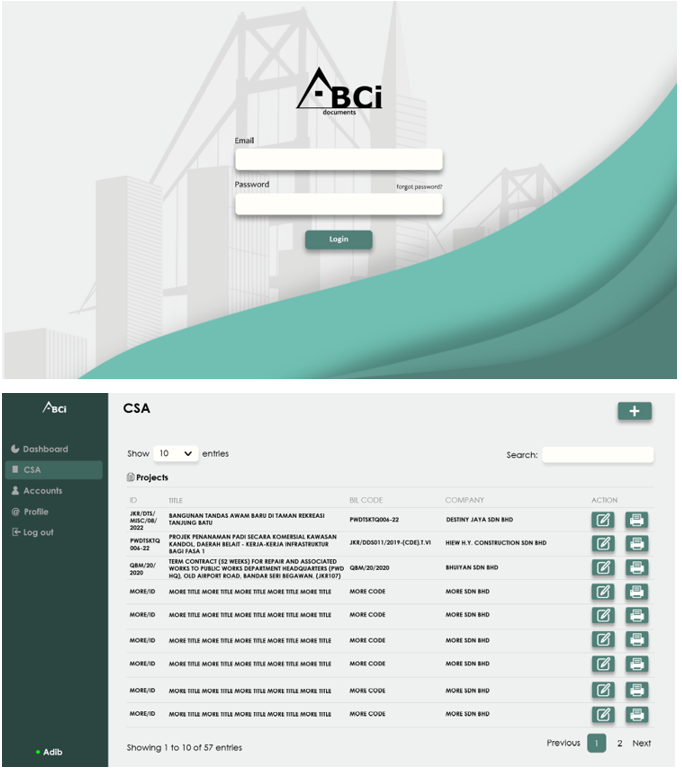 ABCi
documents
Email
Password forgot password?
Login
ABCi CSA
+
Dashboard
CSA
Accounts
@ Profile
Log out
Adib
Show 10 entries Search:
Projects
ID TITLE BIL CODE COMPANY ACTION
JKR/DTS/
MISC/08/
2022
BANGUNAN TANDAS AWAM BARU DI TAMAN REKREASI
TANJUNG BATU
PWDTSKTQ006-22 DESTINY JAYA SDN BHD
PWDTSKTQ
006-22
PROJEK PENANAMAN PADI SECARA KOMERSIAL KAWASAN
KANDOL, DAERAH BELAIT - KERJA-KERJA INFRASTRUKTUR
BAGI FASA 1
JKR/DDS011/2019-(CDE).T.VI HIEW H.Y. CONSTRUCTION SDN BHD
QBM/20/
2020
TERM CONTRACT (52 WEEKS) FOR REPAIR AND ASSOCIATED
WORKS TO PUBLIC WORKS DEPARTMENT HEADQUARTERS (PWD
HQ), OLD AIRPORT ROAD, BANDAR SERI BEGAWAN. (JKR107)
QBM/20/2020 BHUIYAN SDN BHD
MORE/ID MORE TITLE MORE TITLE MORE TITLE MORE TITLE MORE TITLE MORE CODE MORE SDN BHD
MORE/ID MORE TITLE MORE TITLE MORE TITLE MORE TITLE MORE TITLE MORE CODE MORE SDN BHD
MORE/ID MORE TITLE MORE TITLE MORE TITLE MORE TITLE MORE TITLE MORE CODE MORE SDN BHD
MORE/ID MORE TITLE MORE TITLE MORE TITLE MORE TITLE MORE TITLE MORE CODE MORE SDN BHD
MORE/ID MORE TITLE MORE TITLE MORE TITLE MORE TITLE MORE TITLE MORE CODE MORE SDN BHD
MORE/ID MORE TITLE MORE TITLE MORE TITLE MORE TITLE MORE TITLE MORE CODE MORE SDN BHD
Showing 1 to 10 of 57 entries Previous 1 2 Next